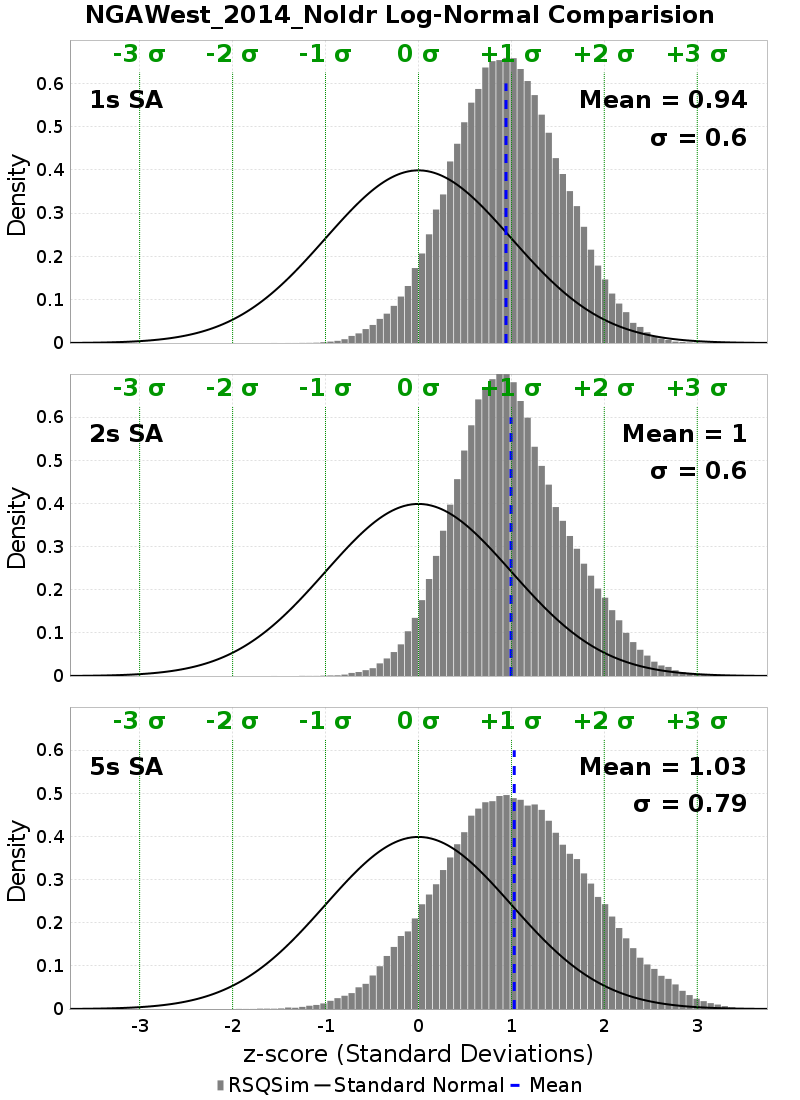 NGAWest_2014_NoIdr Log-Normal Comparision
-3 σ -2 σ -1 σ 0 σ +1 σ +2 σ +3 σ
0.6
1s SA
Mean = 0.94
0.5
σ = 0.6
0.4
Density
0.3
0.2
0.1
0
-3 σ -2 σ -1 σ 0 σ +1 σ +2 σ +3 σ
0.6
2s SA
Mean = 1
0.5
σ = 0.6
0.4
Density
0.3
0.2
0.1
0
-3 σ -2 σ -1 σ 0 σ +1 σ +2 σ +3 σ
0.6
5s SA
Mean = 1.03
0.5
σ = 0.79
0.4
Density
0.3
0.2
0.1
0
-3 -2 -1 0 1 2 3
z-score (Standard Deviations)
RSQSim Standard Normal Mean